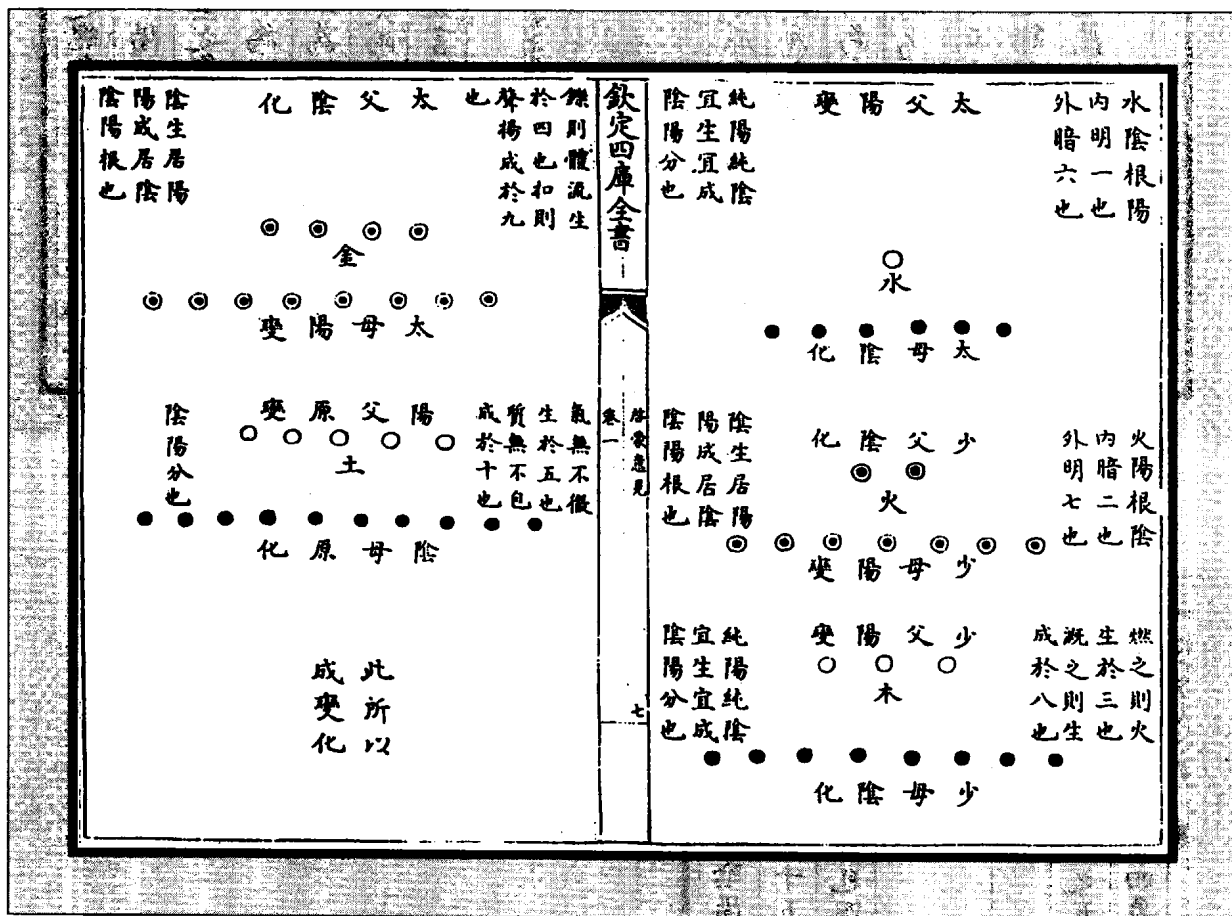 水陰根陽
内明一也
外暗六也
太父陽變
純陽純陰
宜生宜成
陰陽分也
水
太母陰化
火陽根陰
内暗二也
外明七也
少父陰化
陰生居陽
陽成居陰
陰陽根也
火
少母陽變
燃之則火
生於三也
溉之則生
成於八也
少父陽變
純陽純陰
宜生宜成
陰陽分也
木
少母陰化
欽定四庫全書
啓蒙意見
卷一
七
鑠則體流生
於四也扣則
聲揚成於九
也
太父陰化
陰生居陽
陽成居陰
陰陽根也
金
太母陽變
氣無不徹
生於五也
質無不包
成於十也
陽父原變
陰陽分也
土
陰母原化
此所以
成變化